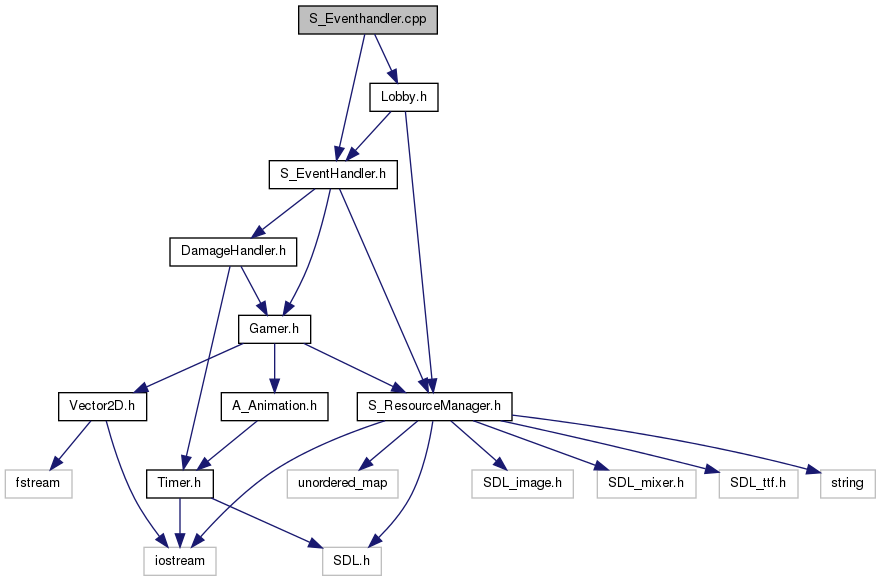 S_Eventhandler.cpp
Lobby.h
S_EventHandler.h
DamageHandler.h
Gamer.h
Vector2D.h
A_Animation.h
S_ResourceManager.h
fstream
Timer.h
unordered_map
SDL_image.h
SDL_mixer.h
SDL_ttf.h
string
iostream
SDL.h